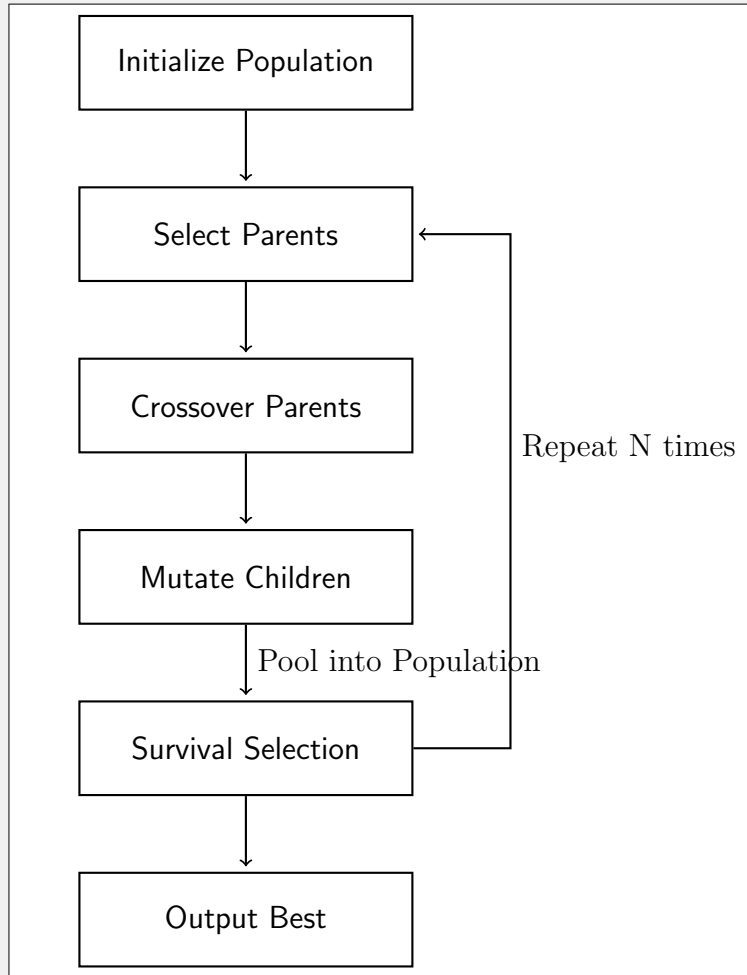 Initialize Population
Select Parents
Crossover Parents
Repeat N times
Mutate Children
Pool into Population
Survival Selection
Output Best